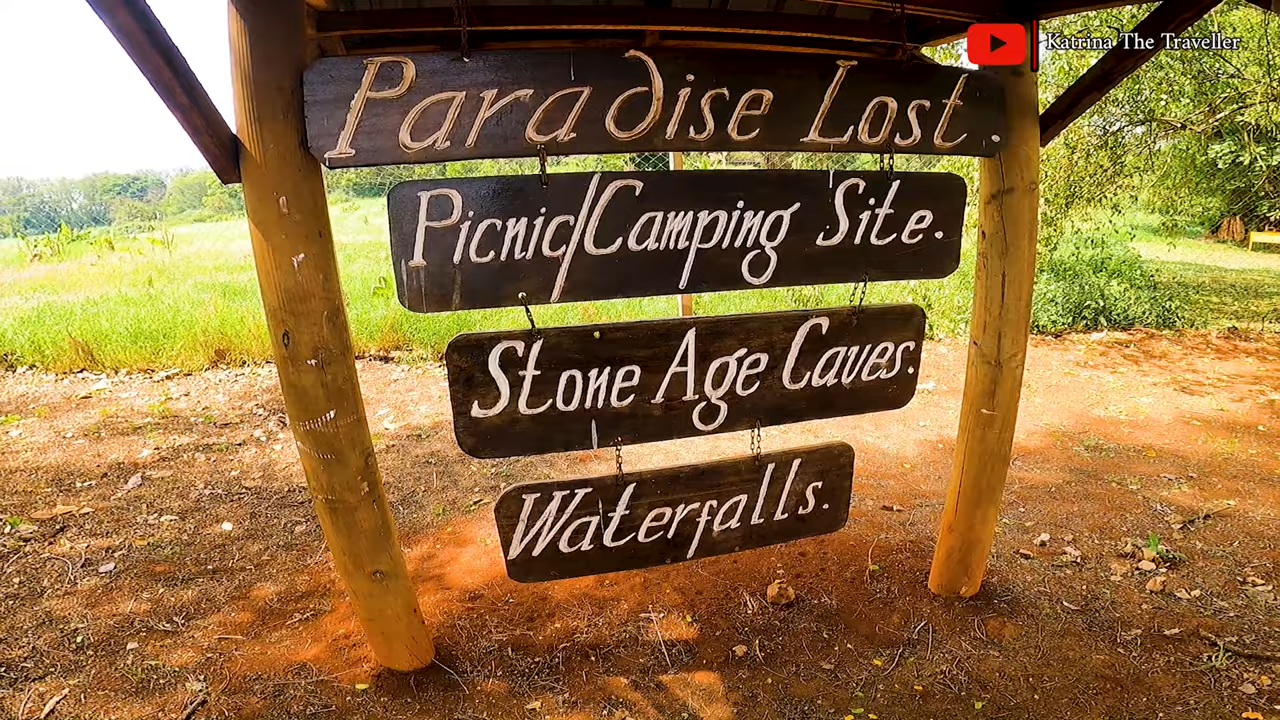 Katrina The Traveller
Paradise Lost.
Picnic/Camping Site.
Stone Age Caves.
Waterfalls.